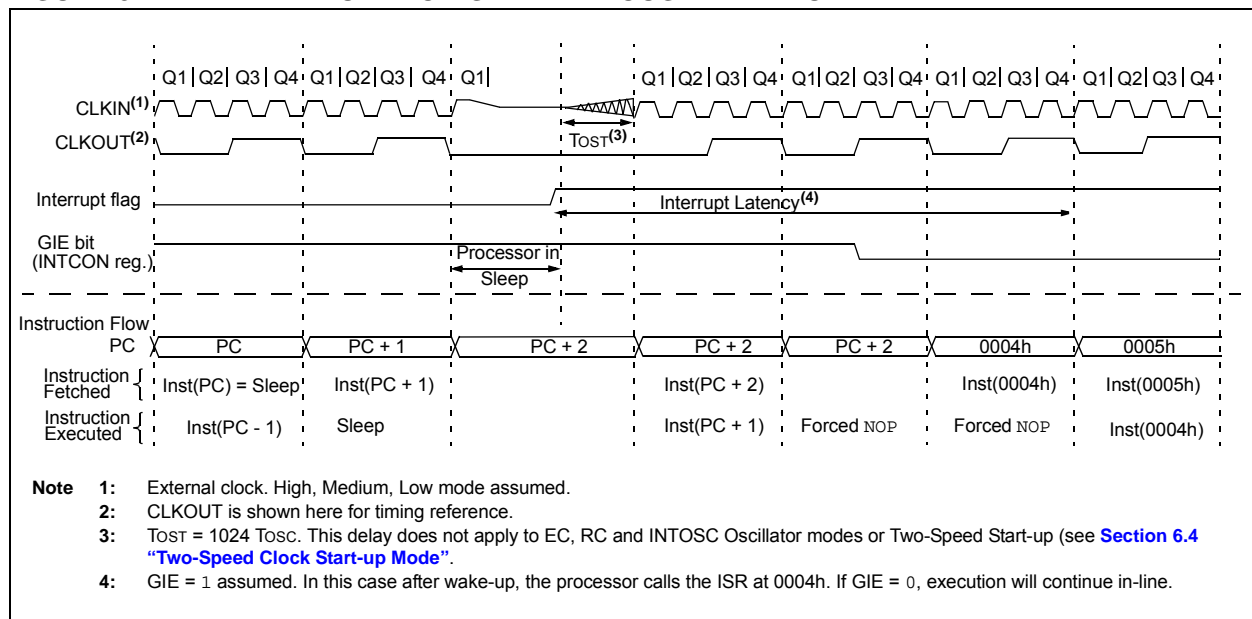 Q1 Q2 Q3 Q4 Q1 Q2 Q3 Q4 Q1 Q1 Q2 Q3 Q4 Q1 Q2 Q3 Q4 Q1 Q2 Q3 Q4 Q1 Q2 Q3 Q4
CLKIN(1)
CLKOUT(2) TOST(3)
Interrupt flag Interrupt Latency(4)
GIE bit
(INTCON reg.) Processor in
Sleep
Instruction Flow
PC PC PC + 1 PC + 2 PC + 2 PC + 2 0004h 0005h
Instruction
Fetched Inst(PC) = Sleep Inst(PC + 1) Inst(PC + 2) Inst(0004h) Inst(0005h)
Instruction
Executed Inst(PC - 1) Sleep Inst(PC + 1) Forced NOP Forced NOP Inst(0004h)
Note 1: External clock. High, Medium, Low mode assumed.
2: CLKOUT is shown here for timing reference.
3: TOST = 1024 TOSC. This delay does not apply to EC, RC and INTOSC Oscillator modes or Two-Speed Start-up (see Section 6.4
“Two-Speed Clock Start-up Mode”.
4: GIE = 1 assumed. In this case after wake-up, the processor calls the ISR at 0004h. If GIE = 0, execution will continue in-line.